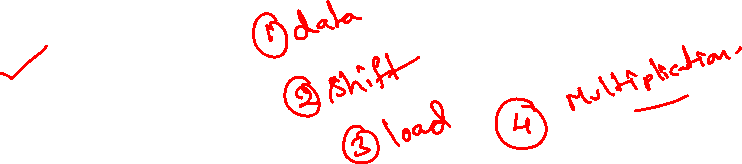 ① data
② shift
③ load
④ Multiplication.